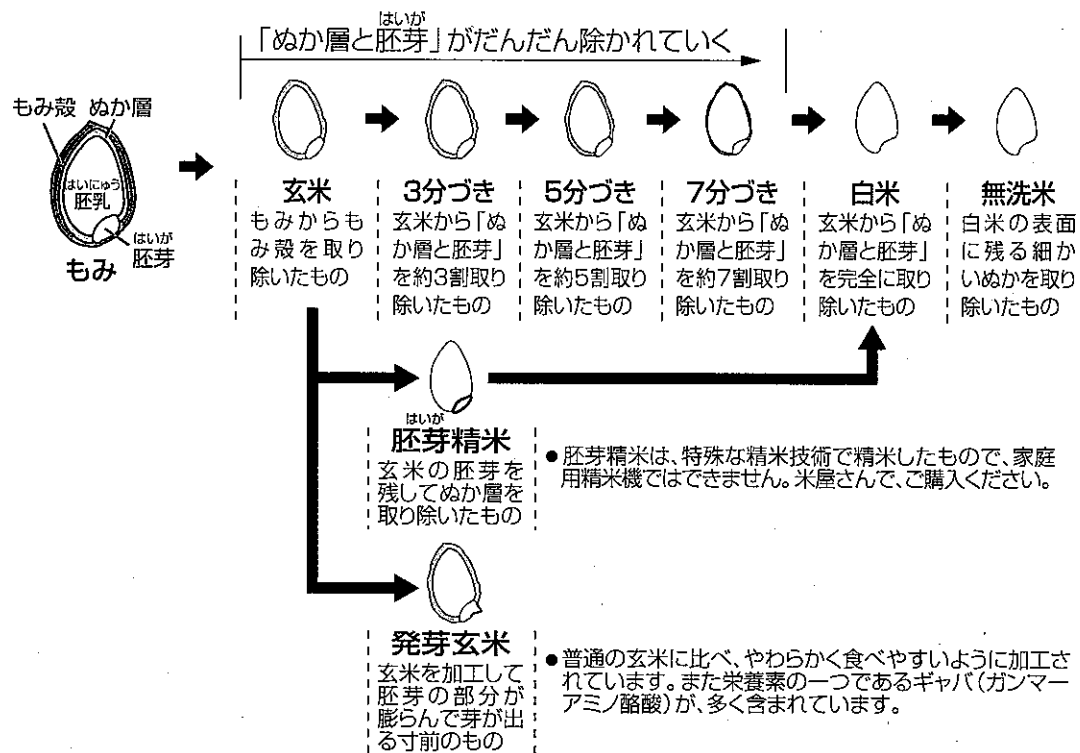 「ぬか層と胚芽」がだんだん除かれていく
はいが
もみ殻 ぬか層
はいにゅう
胚乳
はいが
胚芽
もみ
玄米
もみからも
み殻を取り
除いたもの
3分づき
玄米から「ぬ
か層と胚芽」
を約3割取り
除いたもの
5分づき
玄米から「ぬ
か層と胚芽」
を約5割取り
除いたもの
7分づき
玄米から「ぬ
か層と胚芽」
を約7割取り
除いたもの
白米
玄米から「ぬ
か層と胚芽」
を完全に取り
除いたもの
無洗米
白米の表面
に残る細か
いぬかを取り
除いたもの
はいが
胚芽精米
玄米の胚芽を
残してぬか層を
取り除いたもの
●胚芽精米は、特殊な精米技術で精米したもので、家庭
用精米機ではできません。米屋さんで、ご購入ください。
発芽玄米
玄米を加工して
胚芽の部分が
膨らんで芽が出
る寸前のもの
●普通の玄米に比べ、やわらかく食べやすいように加工さ
れています。また栄養素の一つであるギャバ(ガンマー
アミノ酪酸)が、多く含まれています。